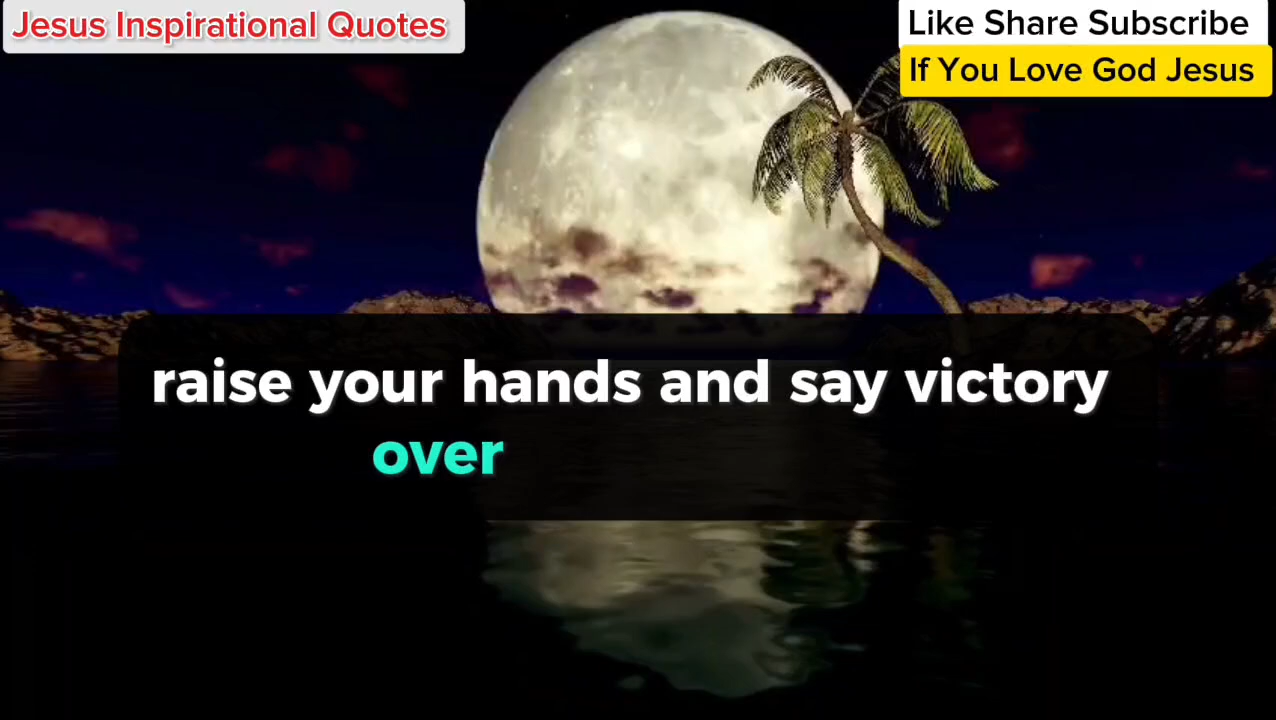 Jesus Inspirational Quotes
Like Share Subscribe
If You Love God Jesus
raise your hands and say victory
over